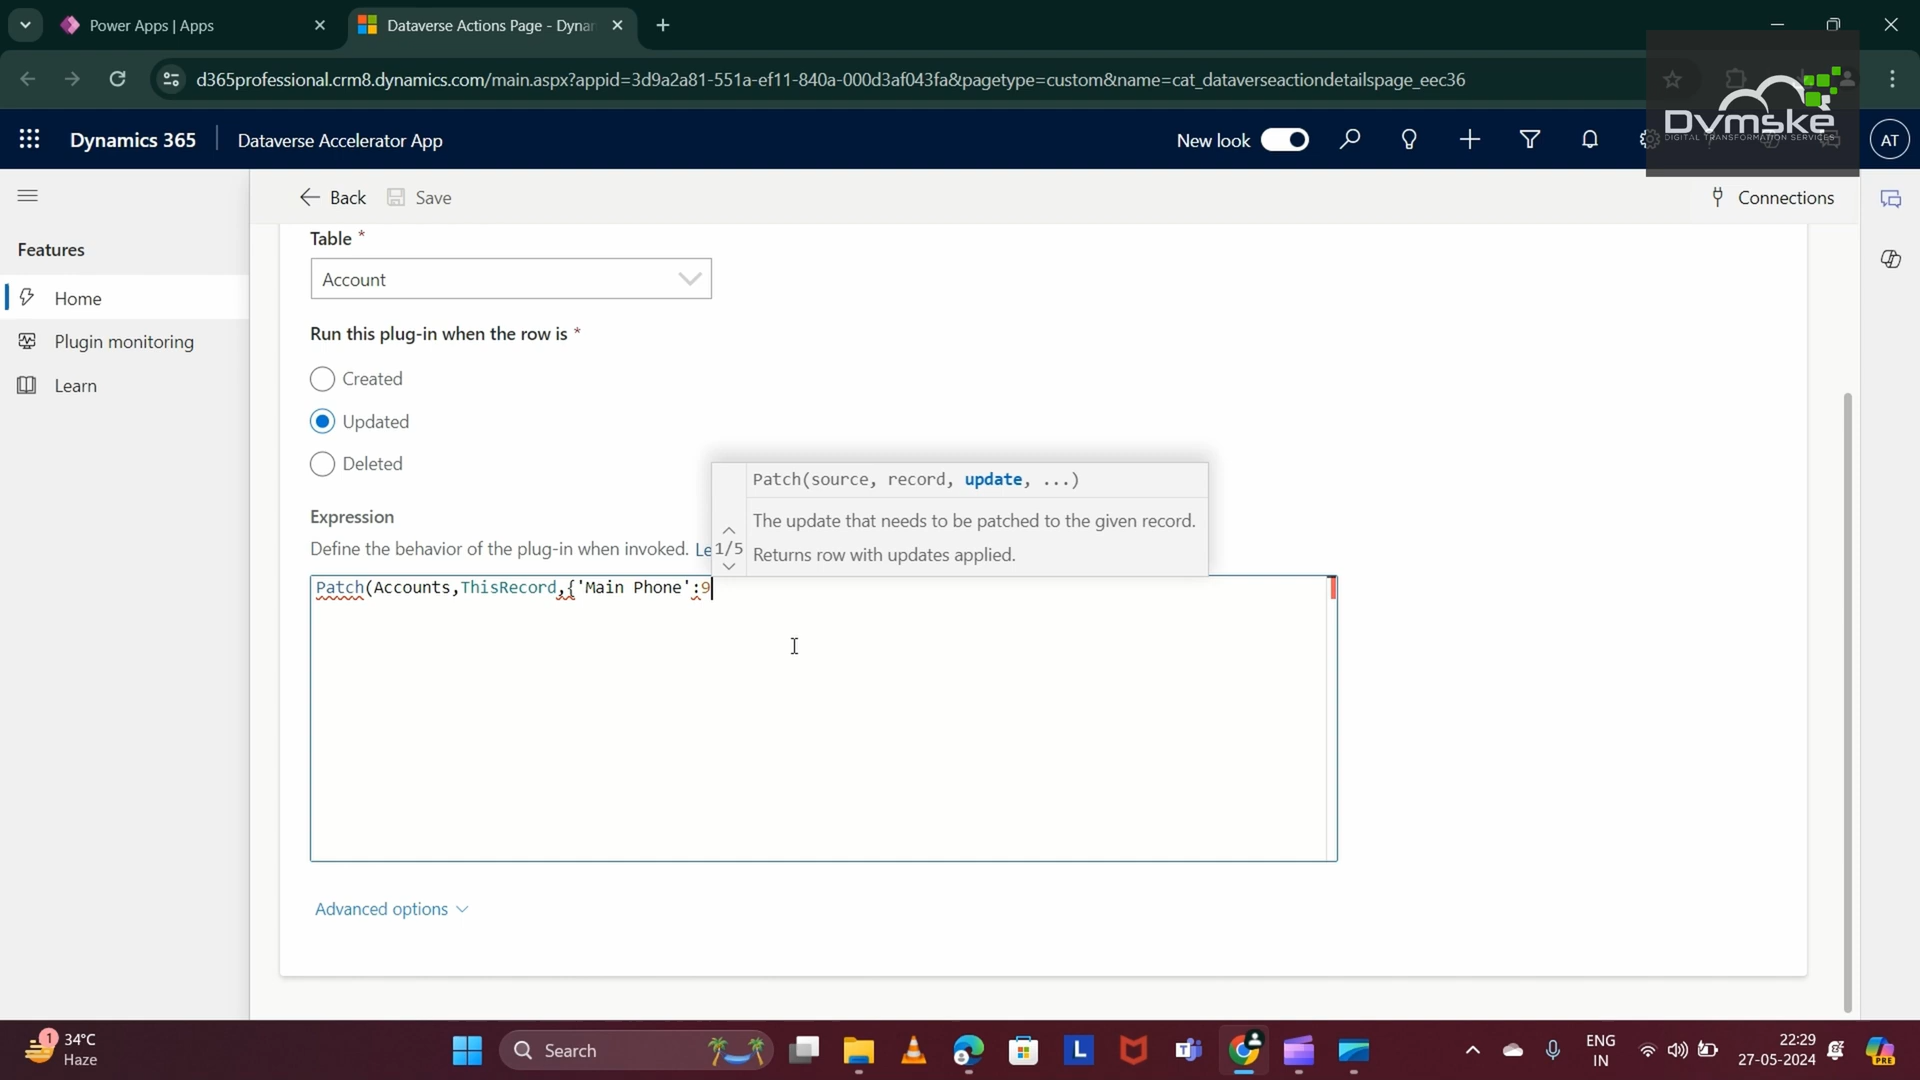 Power Apps | Apps
Dataverse Actions Page - Dynar
d365professional.crm8.dynamics.com/main.aspx?appid=3d9a2a81-551a-ef11-840a-000d3af043fa&pagetype=custom&name=cat_dataverseactiondetailspage_eec36
Dvmske
DIGITAL TRANSFORMATION SERVICES
Dynamics 365
Dataverse Accelerator App
New look
AT
Back
Save
Connections
Features
Home
Plugin monitoring
Learn
Table *
Account
Run this plug-in when the row is *
Created
Updated
Deleted
Patch(source, record, update, ...)
The update that needs to be patched to the given record.
1/5
Returns row with updates applied.
Expression
Define the behavior of the plug-in when invoked. Le
Patch(Accounts,ThisRecord,{'Main Phone':9
Advanced options
1
34°C
Haze
Search
L
ENG
IN
22:29
27-05-2024
PRE